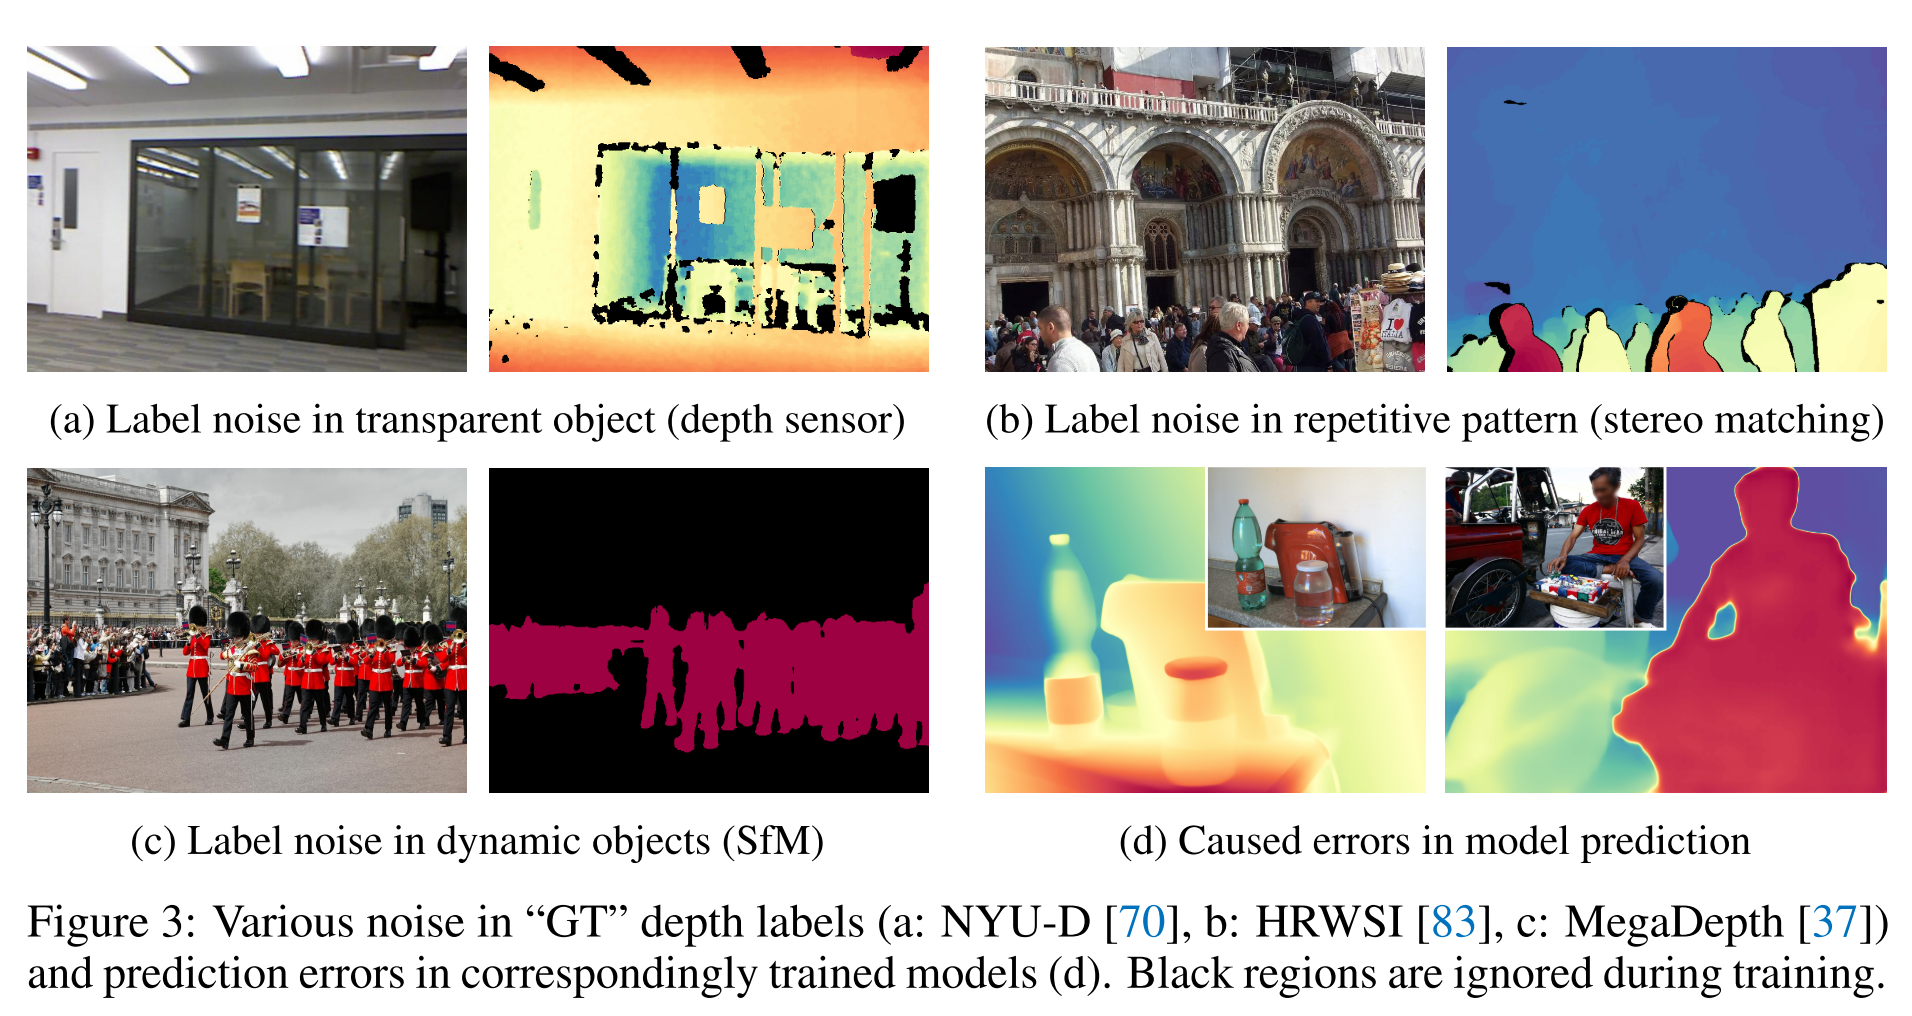 I ♥
(a) Label noise in transparent object (depth sensor)
(b) Label noise in repetitive pattern (stereo matching)
(c) Label noise in dynamic objects (SfM)
(d) Caused errors in model prediction
Figure 3: Various noise in “GT” depth labels (a: NYU-D [70], b: HRWSI [83], c: MegaDepth [37])
and prediction errors in correspondingly trained models (d). Black regions are ignored during training.